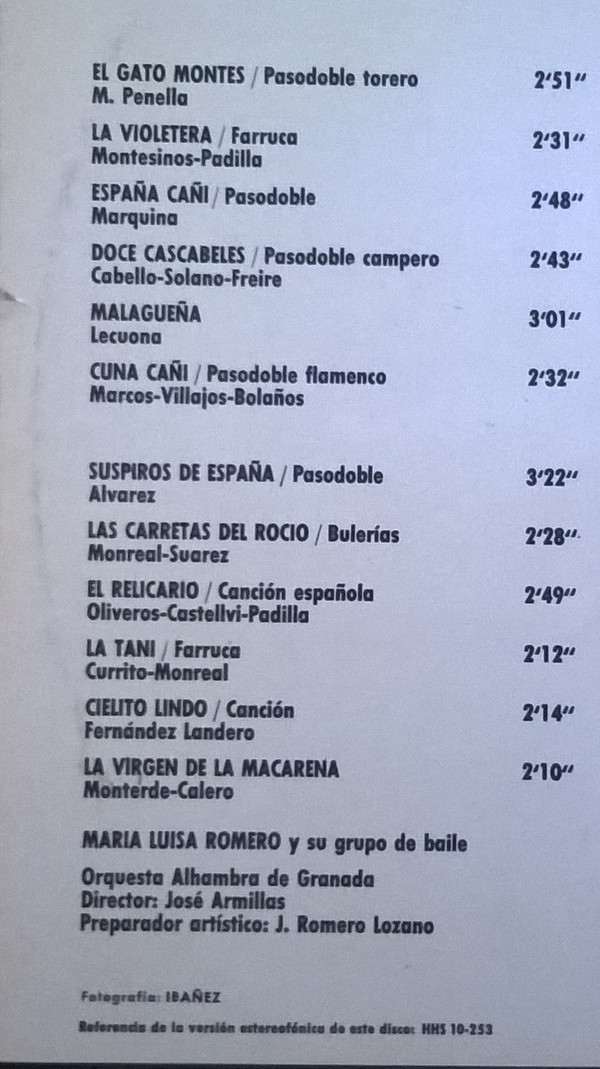 EL GATO MONTES / Pasodoble torero 2'51"
M. Penella
LA VIOLETERA / Farruca 2'31"
Montesinos-Padilla
ESPAÑA CAÑI / Pasodoble 2'48"
Marquina
DOCE CASCABELES / Pasodoble campero 2'43"
Cabello-Solano-Freire
MALAGUEÑA 3'01"
Lecuona
CUNA CAÑI / Pasodoble flamenco 2'32"
Marcos-Villajos-Bolaños
SUSPIROS DE ESPAÑA / Pasodoble 3'22"
Alvarez
LAS CARRETAS DEL ROCIO / Bulerías 2'28"
Monreal-Suarez
EL RELICARIO / Canción española 2'49"
Oliveros-Castellvi-Padilla
LA TANI / Farruca 2'12"
Currito-Monreal
CIELITO LINDO / Canción 2'14"
Fernández Landero
LA VIRGEN DE LA MACARENA 2'10"
Monterde-Calero
MARIA LUISA ROMERO y su grupo de baile
Orquesta Alhambra de Granada
Director: José Armillas
Preparador artístico: J. Romero Lozano
Fotografía: IBAÑEZ
Referencia de la versión estereofónica de este disco: HHS 10-253